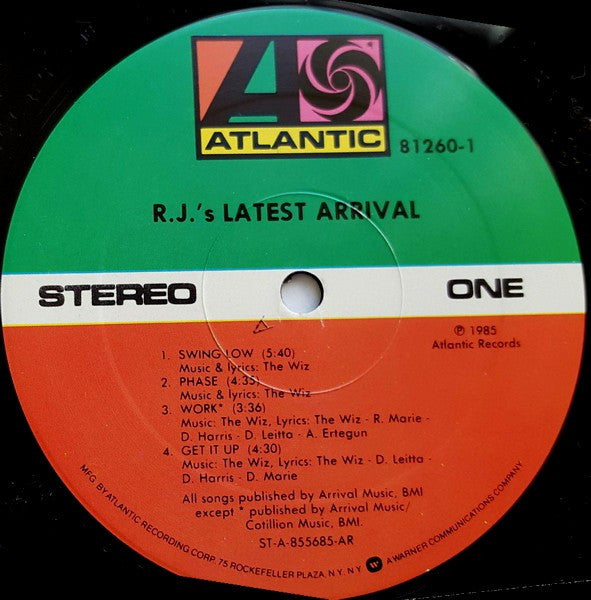 ATLANTIC
81260-1
R.J.'s LATEST ARRIVAL
STEREO
ONE
℗ 1985
Atlantic Records
1. SWING LOW (5:40)
Music & lyrics: The Wiz
2. PHASE (4:35)
Music & lyrics: The Wiz
3. WORK* (3:36)
Music: The Wiz, Lyrics: The Wiz - R. Marie -
D. Harris - D. Leitta - A. Ertegun
4. GET IT UP (4:30)
Music: The Wiz, Lyrics: The Wiz - D. Leitta -
D. Harris - D. Marie
All songs published by Arrival Music, BMI
except * published by Arrival Music/
Cotillion Music, BMI.
ST-A-855685-AR
MFG. BY ATLANTIC RECORDING CORP. 75 ROCKEFELLER PLAZA, N.Y. N.Y. A WARNER COMMUNICATIONS COMPANY